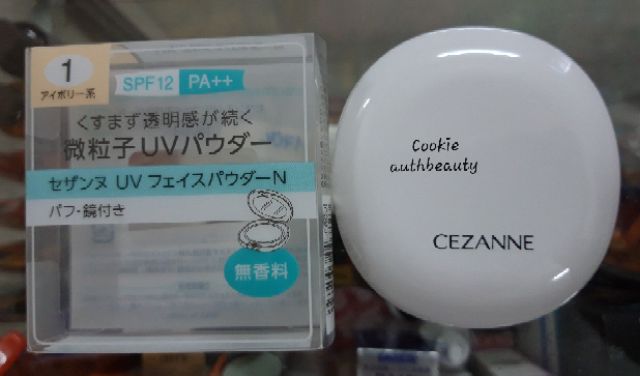 1
アイボリー系
SPF12 PA++
くすまず透明感が続く
微粒子UVパウダー
セザンヌ UV フェイスパウダーN
パフ・鏡付き
無香料
Cookie
authbeauty
CEZANNE